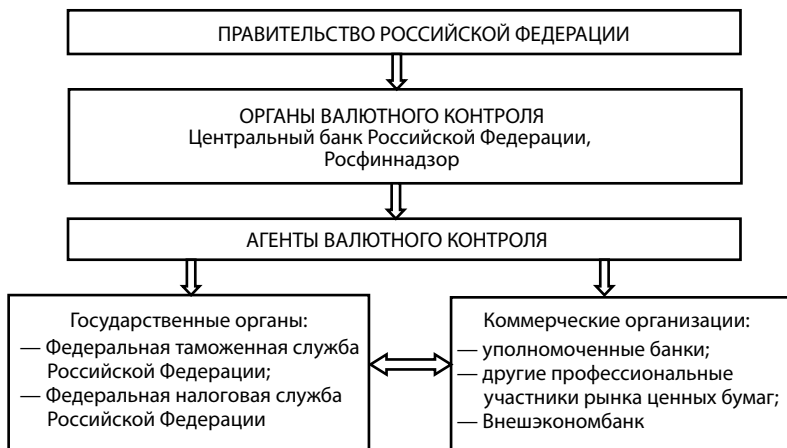 ПРАВИТЕЛЬСТВО РОССИЙСКОЙ ФЕДЕРАЦИИ
ОРГАНЫ ВАЛЮТНОГО КОНТРОЛЯ
Центральный банк Российской Федерации,
Росфиннадзор
АГЕНТЫ ВАЛЮТНОГО КОНТРОЛЯ
Государственные органы:
— Федеральная таможенная служба
Российской Федерации;
— Федеральная налоговая служба
Российской Федерации
Коммерческие организации:
— уполномоченные банки;
— другие профессиональные
участники рынка ценных бумаг;
— Внешэкономбанк